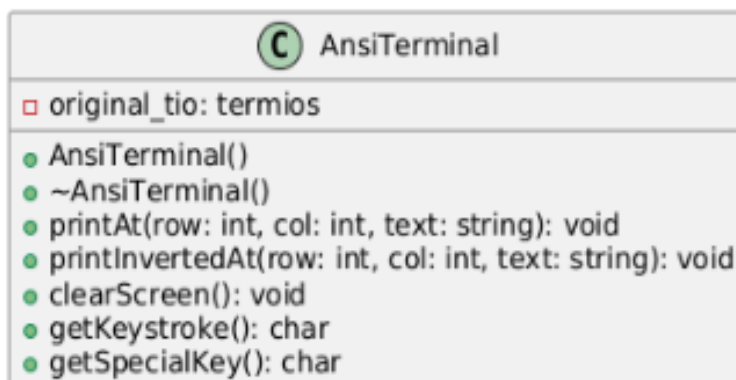 C AnsiTerminal
original_tio: termios
AnsiTerminal()
~AnsiTerminal()
printAt(row: int, col: int, text: string): void
printInvertedAt(row: int, col: int, text: string): void
clearScreen(): void
getKeystroke(): char
getSpecialKey(): char